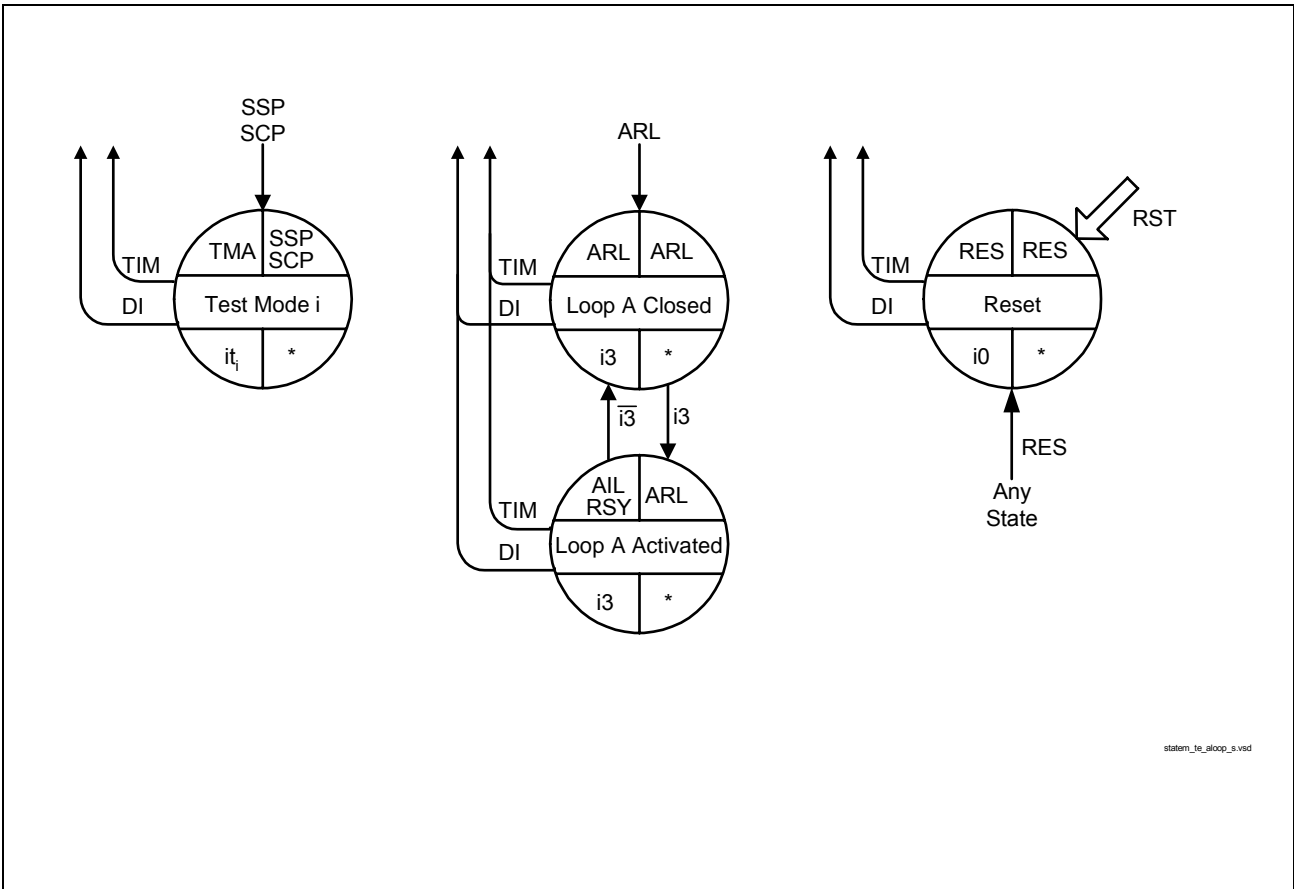 SSP
SCP
TIM
DI
TMA
SSP
SCP
Test Mode i
itᵢ
*
ARL
TIM
DI
ARL
ARL
Loop A Closed
i3
*
i3̅
i3
TIM
DI
AIL
RSY
ARL
Loop A Activated
i3
*
TIM
DI
RES
RES
RST
Reset
i0
*
RES
Any
State
statem_te_aloop_s.vsd